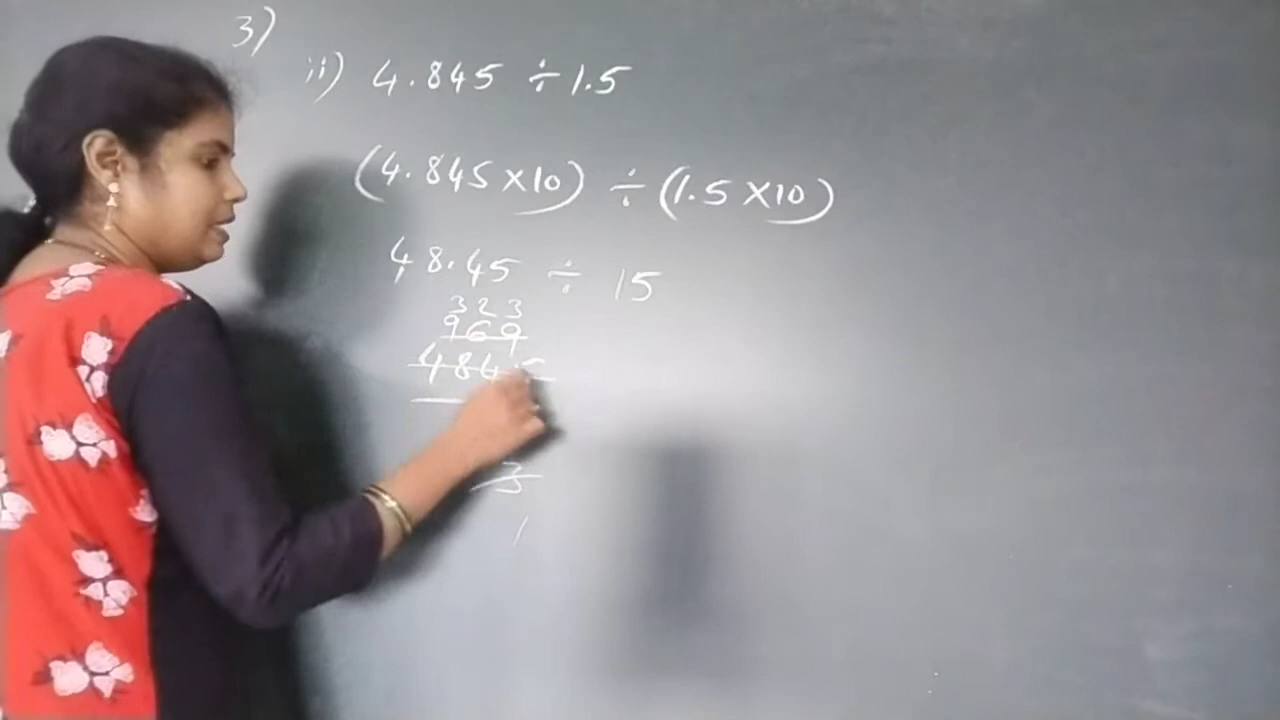 3)
ii) 4.845 ÷ 1.5
(4.845 × 10) ÷ (1.5 × 10)
48.45 ÷ 15
323
969
484
3
1